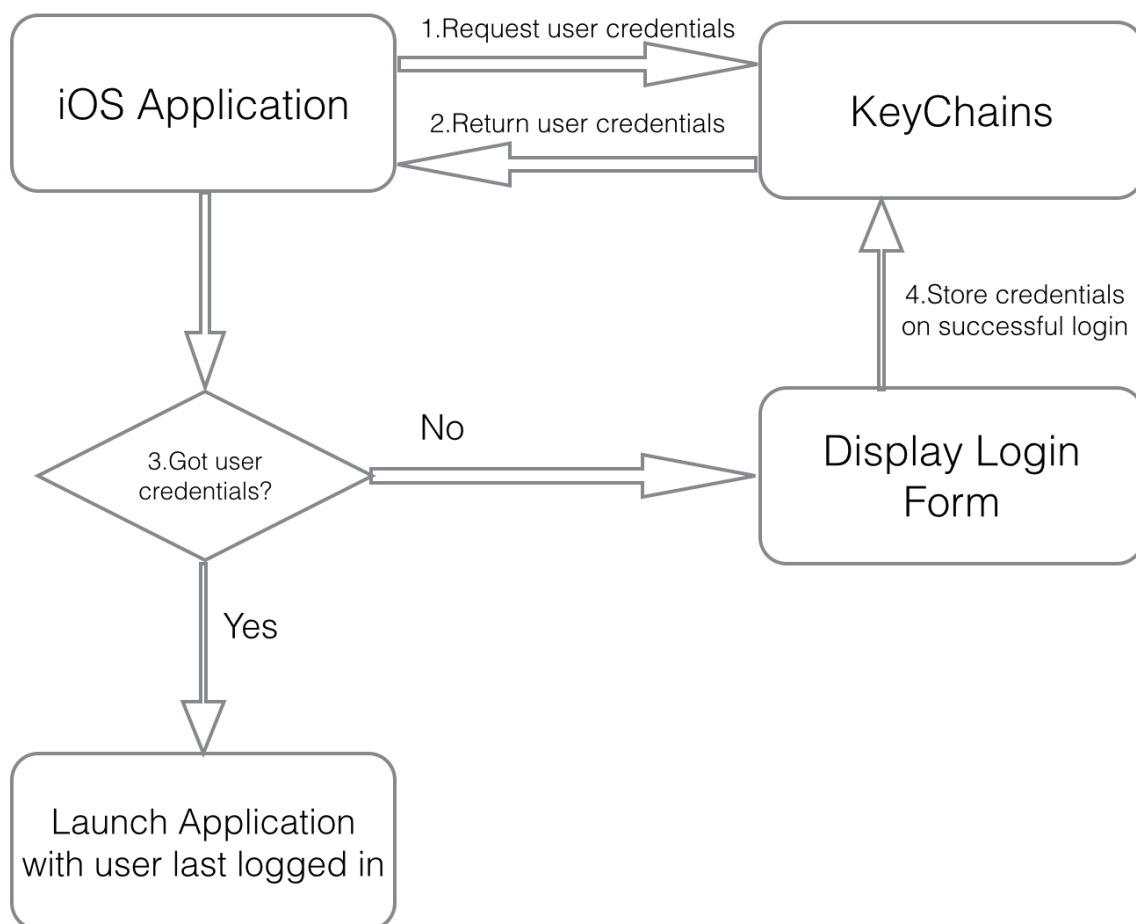 1.Request user credentials
iOS Application
KeyChains
2.Return user credentials
4.Store credentials
on successful login
No
3.Got user
credentials?
Display Login
Form
Yes
Launch Application
with user last logged in